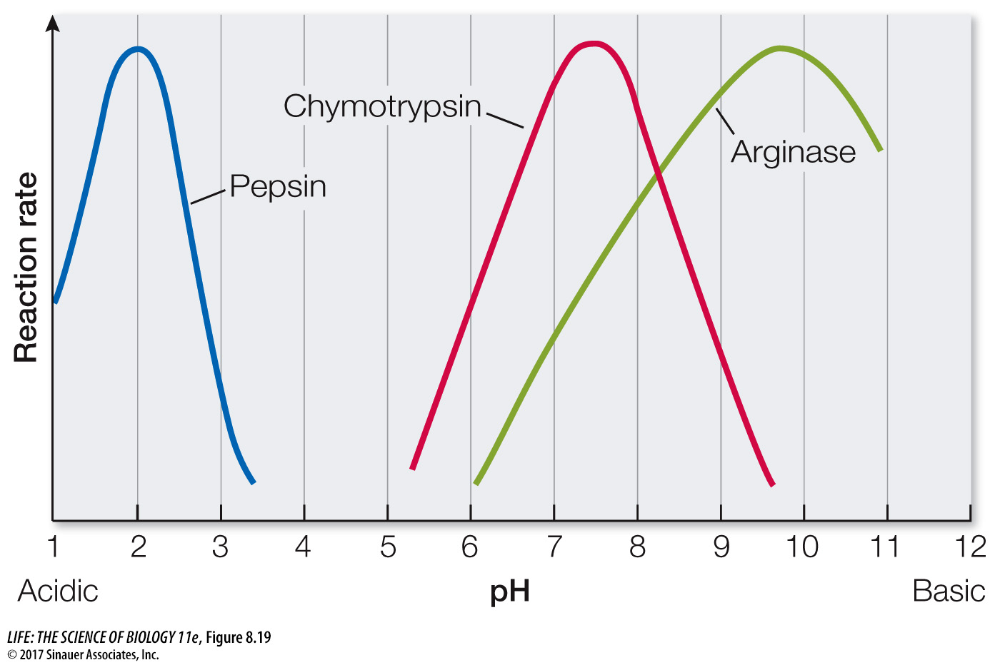 Chymotrypsin
Arginase
Pepsin
Reaction rate
1 2 3 4 5 6 7 8 9 10 11 12
Acidic pH Basic
LIFE: THE SCIENCE OF BIOLOGY 11e, Figure 8.19
© 2017 Sinauer Associates, Inc.